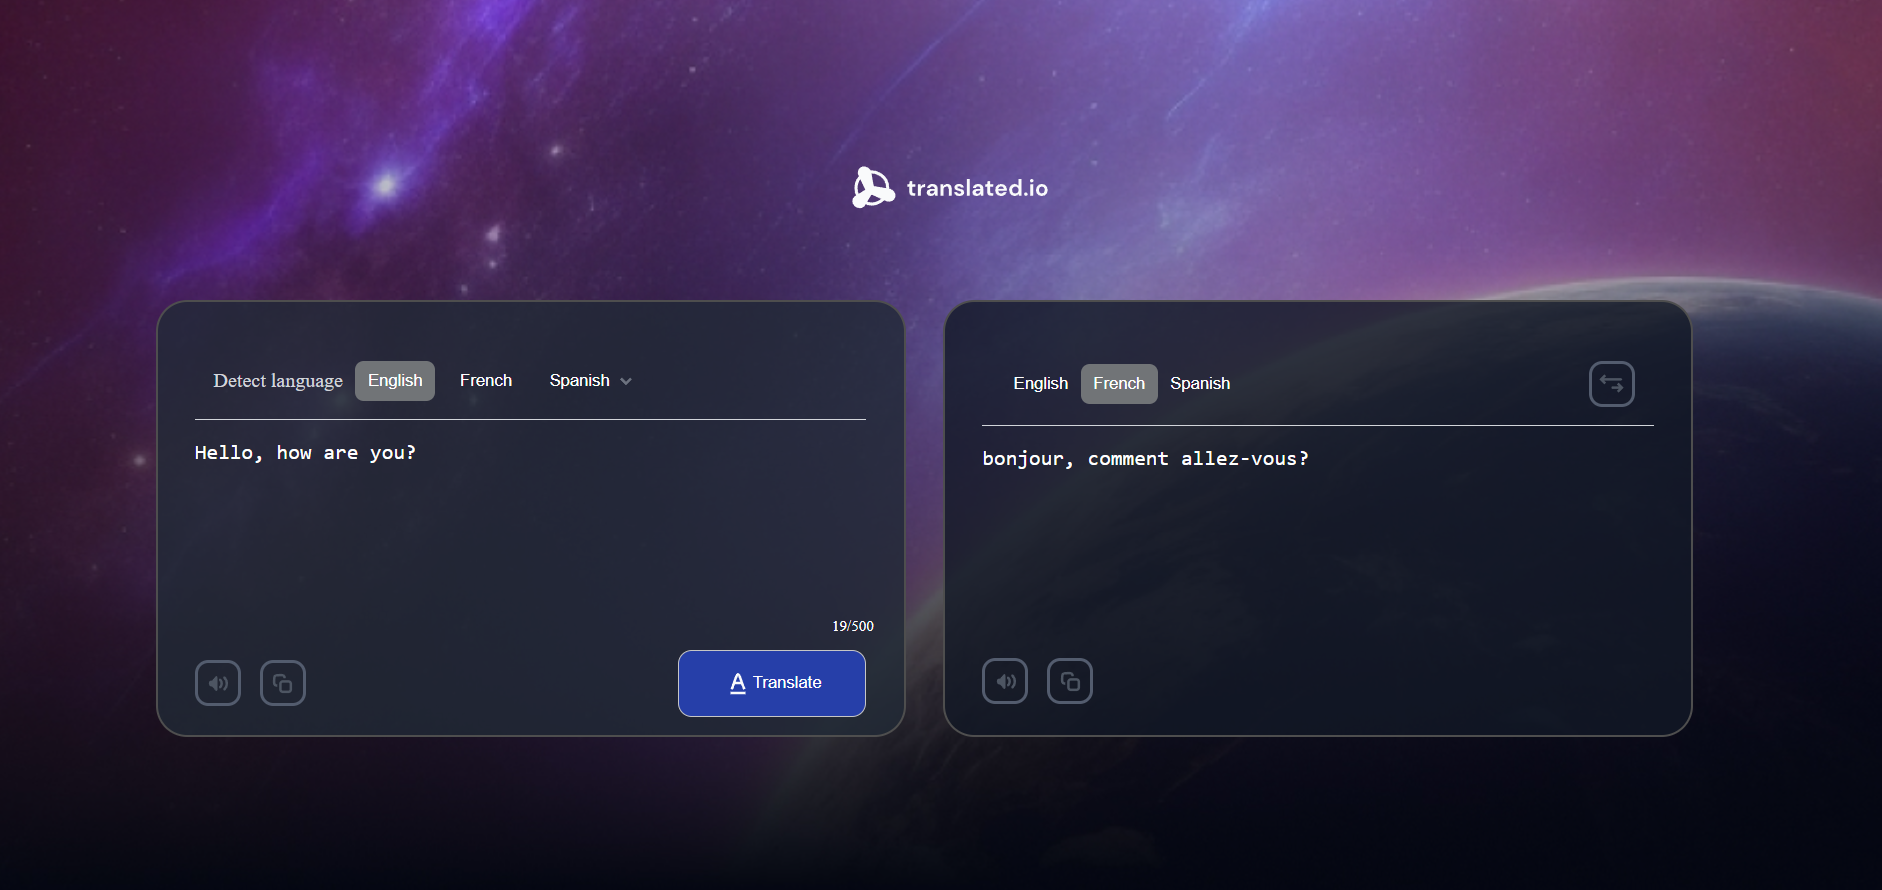 translated.io
Detect language English French Spanish
Hello, how are you?
19/500
Translate
English French Spanish
bonjour, comment allez-vous?